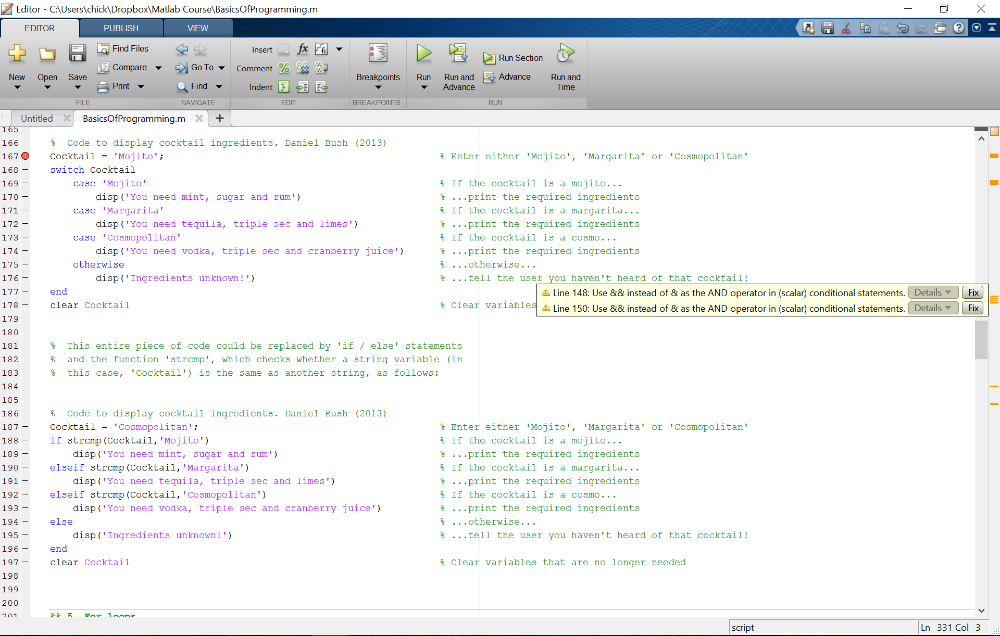 Editor - C:\Users\chick\Dropbox\Matlab Course\BasicsOfProgramming.m
EDITOR PUBLISH VIEW
New
Open
Save
Find Files
Compare
Print
FILE
Go To
Find
NAVIGATE
Insert
Comment
Indent
EDIT
Breakpoints
BREAKPOINTS
Run
Run and Advance
Run Section
Advance
Run and Time
RUN
Untitled BasicsOfProgramming.m
165
166 %  Code to display cocktail ingredients. Daniel Bush (2013)
167 Cocktail = 'Mojito'; % Enter either 'Mojito', 'Margarita' or 'Cosmopolitan'
168 switch Cocktail
169 case 'Mojito' % If the cocktail is a mojito...
170 disp('You need mint, sugar and rum') % ...print the required ingredients
171 case 'Margarita' % If the cocktail is a margarita...
172 disp('You need tequila, triple sec and limes') % ...print the required ingredients
173 case 'Cosmopolitan' % If the cocktail is a cosmo...
174 disp('You need vodka, triple sec and cranberry juice') % ...print the required ingredients
175 otherwise % ...otherwise...
176 disp('Ingredients unknown!') % ...tell the user you haven't heard of that cocktail!
177 end
Line 148: Use && instead of & as the AND operator in (scalar) conditional statements. Details Fix
178 clear Cocktail % Clear variables
Line 150: Use && instead of & as the AND operator in (scalar) conditional statements. Details Fix
179
180
181 %  This entire piece of code could be replaced by 'if / else' statements
182 %  and the function 'strcmp', which checks whether a string variable (in
183 %  this case, 'Cocktail') is the same as another string, as follows:
184
185
186 %  Code to display cocktail ingredients. Daniel Bush (2013)
187 Cocktail = 'Cosmopolitan'; % Enter either 'Mojito', 'Margarita' or 'Cosmopolitan'
188 if strcmp(Cocktail,'Mojito') % If the cocktail is a mojito...
189 disp('You need mint, sugar and rum') % ...print the required ingredients
190 elseif strcmp(Cocktail,'Margarita') % If the cocktail is a margarita...
191 disp('You need tequila, triple sec and limes') % ...print the required ingredients
192 elseif strcmp(Cocktail,'Cosmopolitan') % If the cocktail is a cosmo...
193 disp('You need vodka, triple sec and cranberry juice') % ...print the required ingredients
194 else % ...otherwise...
195 disp('Ingredients unknown!') % ...tell the user you haven't heard of that cocktail!
196 end
197 clear Cocktail % Clear variables that are no longer needed
198
199
200
201 %% 5. For loops
script Ln 331 Col 3